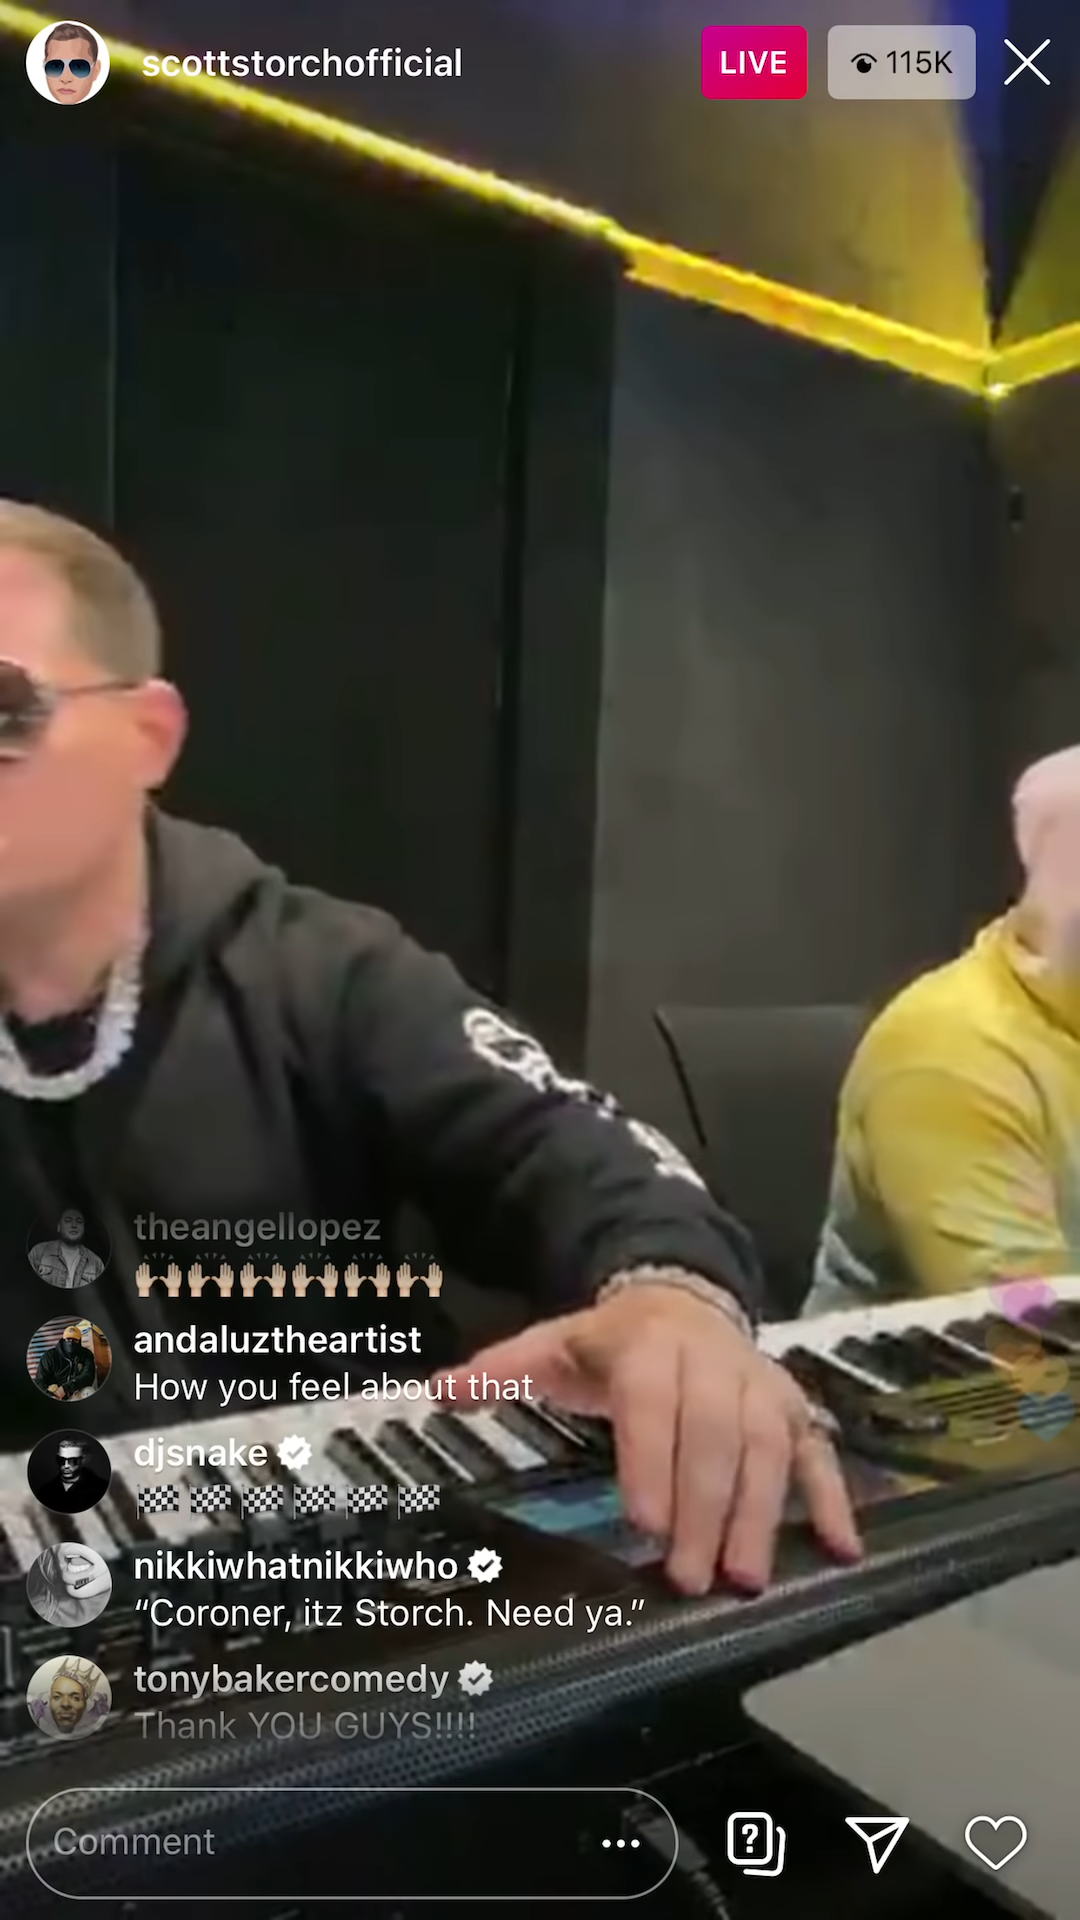 scottstorchofficial
LIVE
115K
theangellopez
🙌🏼🙌🏼🙌🏼🙌🏼🙌🏼🙌🏼
andaluztheartist
How you feel about that
djsnake
🏁🏁🏁🏁🏁🏁
nikkiwhatnikkiwho
“Coroner, itz Storch. Need ya.”
tonybakercomedy
Thank YOU GUYS!!!!
Comment